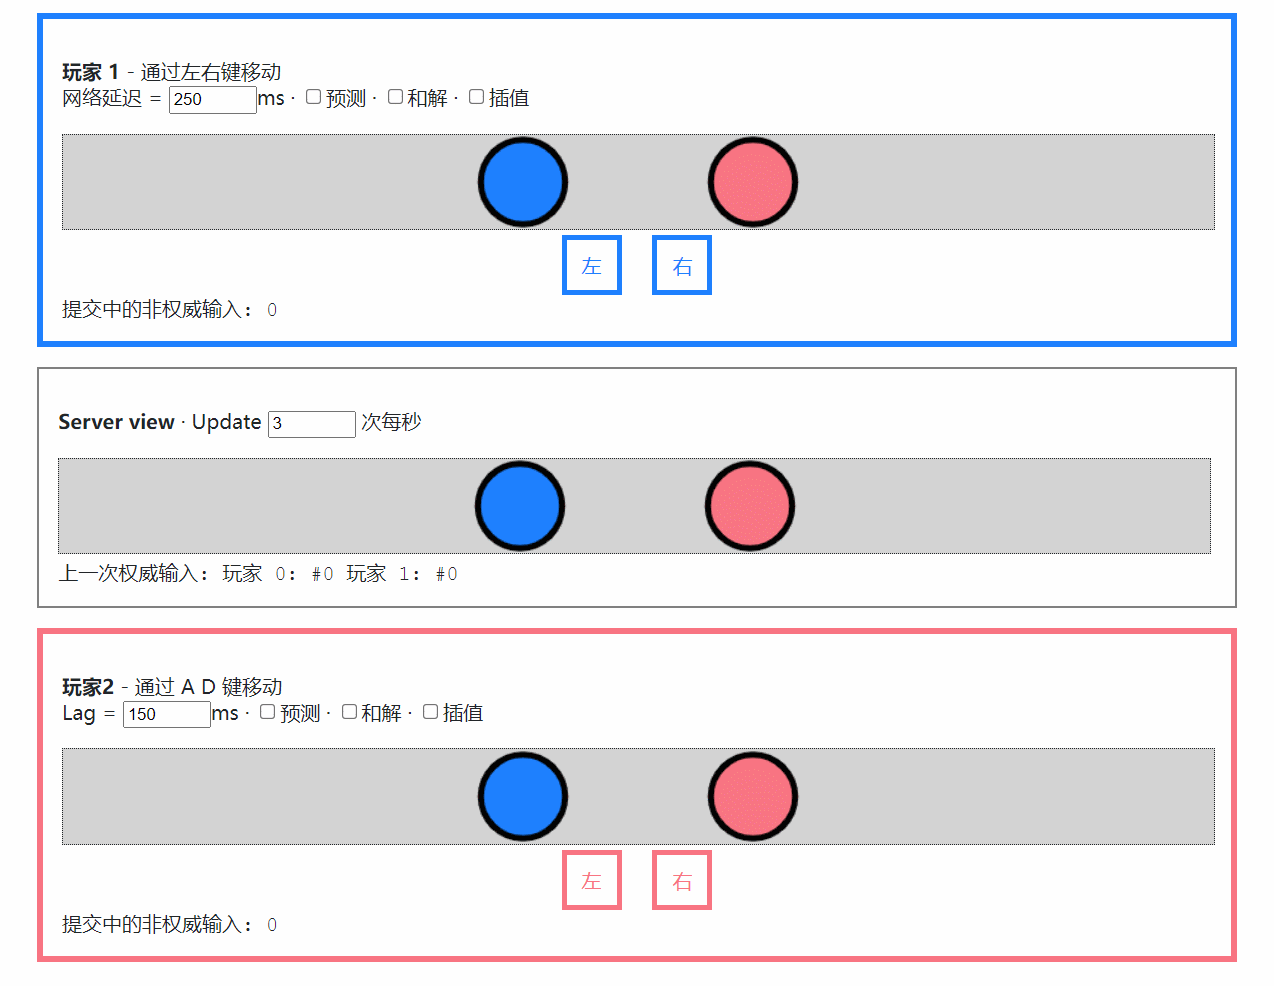 玩家 1 - 通过左右键移动
网络延迟 = 250 ms · 预测 · 和解 · 插值
左 右
提交中的非权威输入: 0
Server view · Update 3 次每秒
上一次权威输入: 玩家 0: #0 玩家 1: #0
玩家2 - 通过 A D 键移动
Lag = 150 ms · 预测 · 和解 · 插值
左 右
提交中的非权威输入: 0